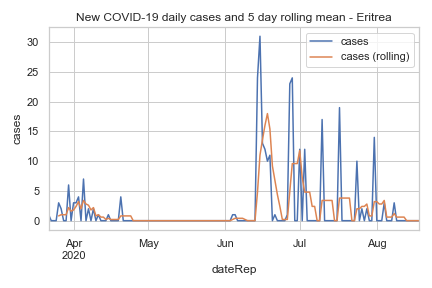 New COVID-19 daily cases and 5 day rolling mean - Eritrea
cases
cases (rolling)
30
25
20
15
10
5
0
cases
Apr
2020
May
Jun
Jul
Aug
dateRep